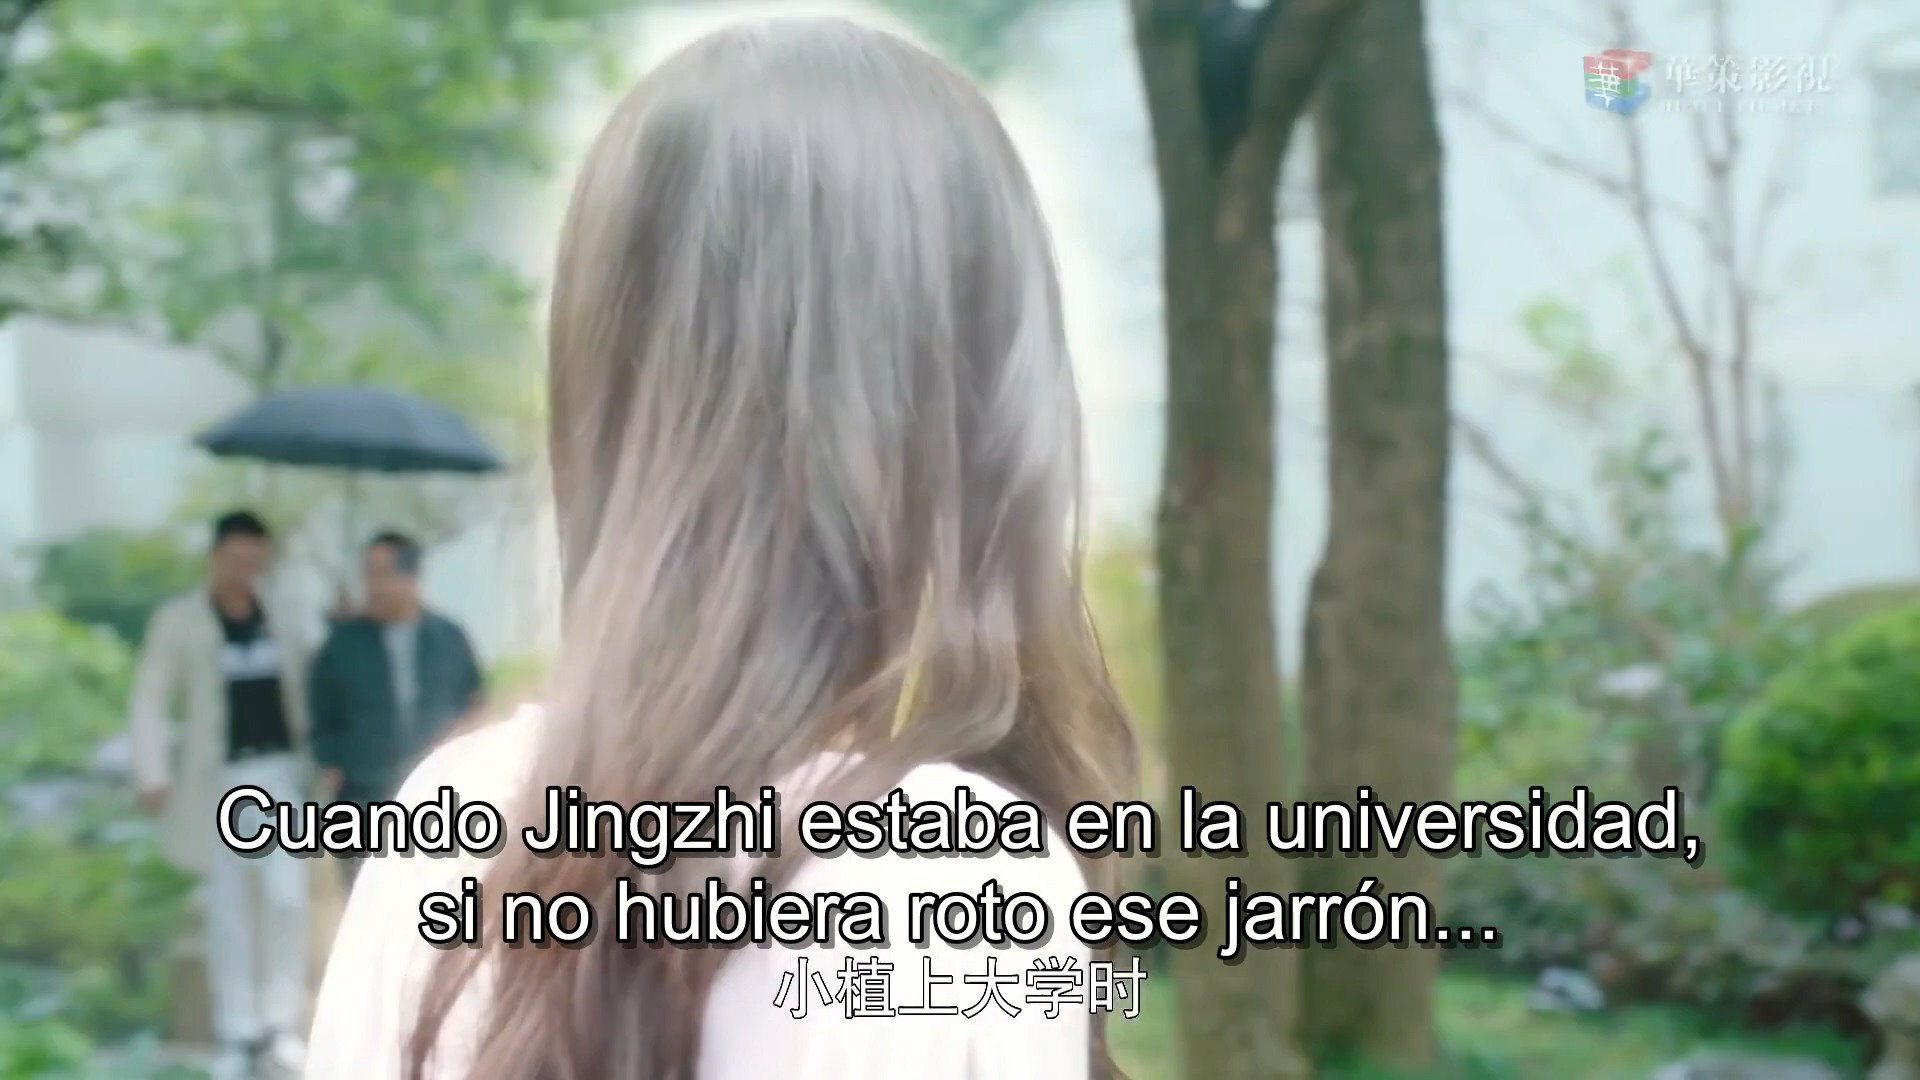 華策影視
Cuando Jingzhi estaba en la universidad,
si no hubiera roto ese jarrón...
小植上大学时